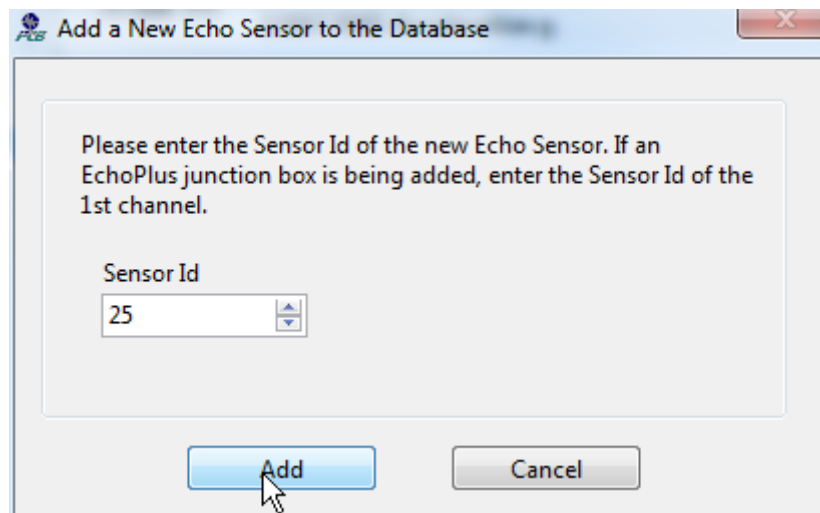 PCB
Add a New Echo Sensor to the Database
X
Please enter the Sensor Id of the new Echo Sensor. If an
EchoPlus junction box is being added, enter the Sensor Id of the
1st channel.
Sensor Id
25
Add
Cancel